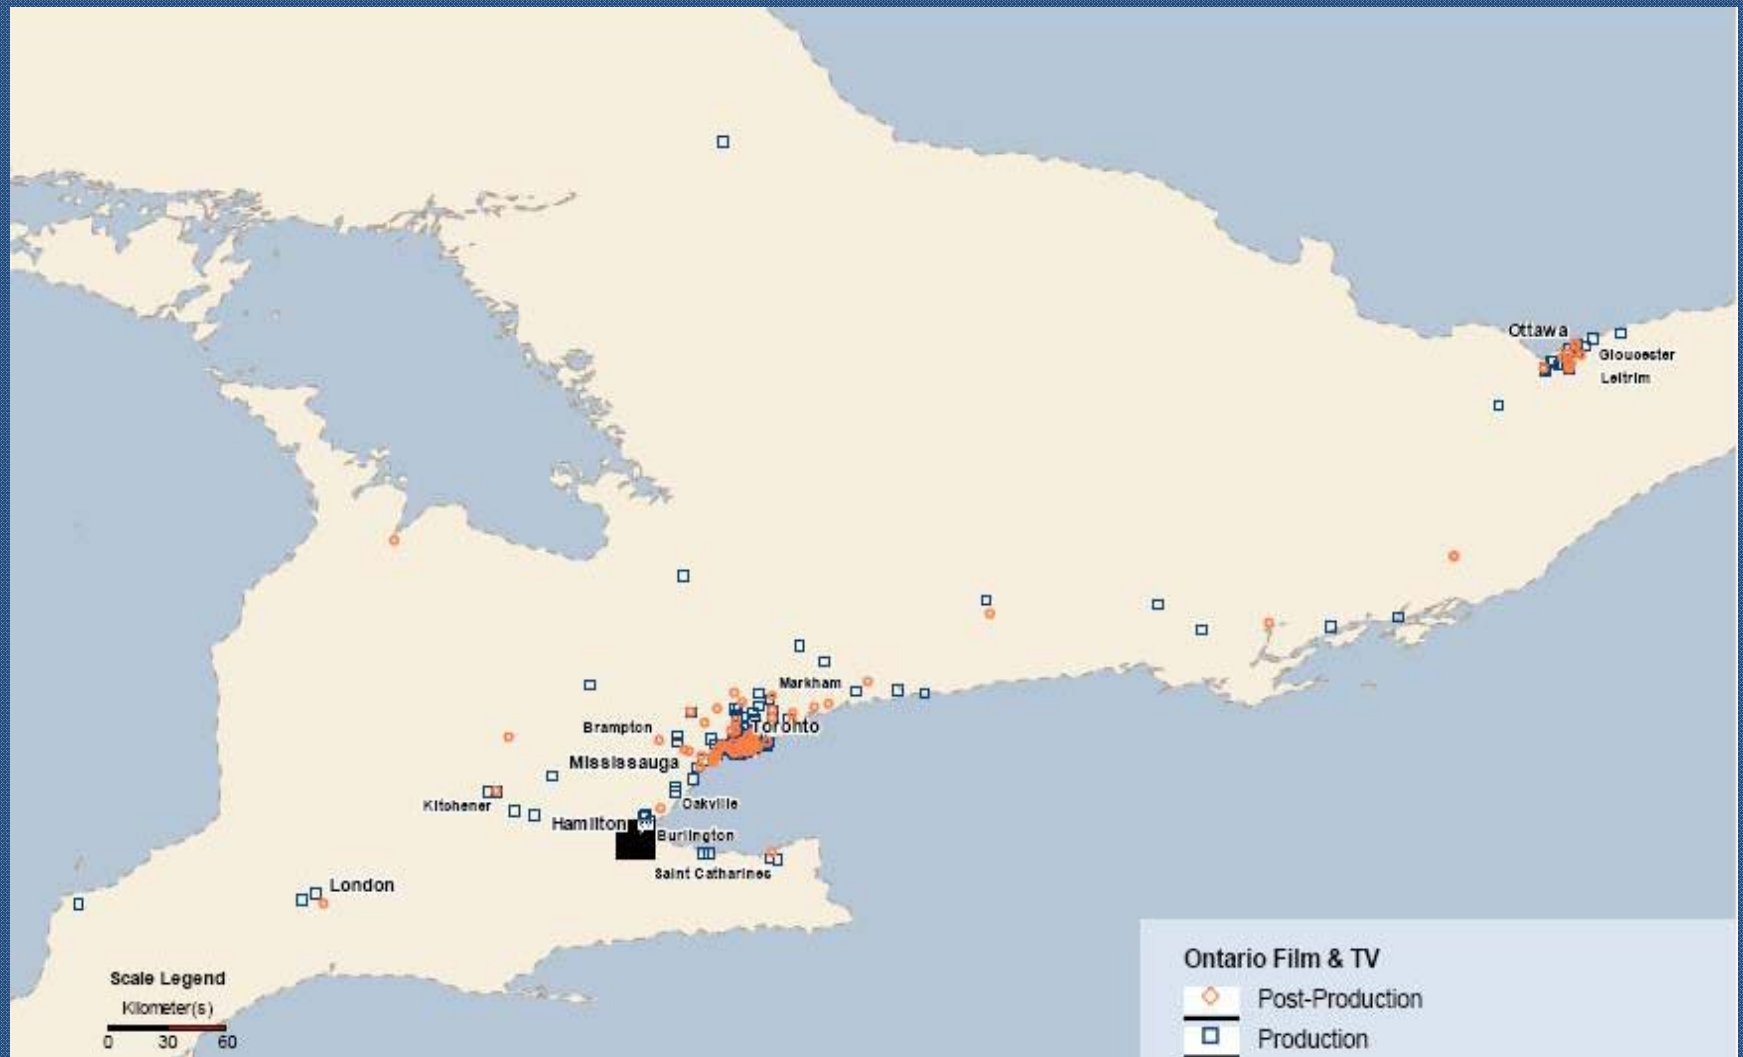 Ottawa
Gloucester
Leitrim
Markham
Brampton
Toronto
Mississauga
Kitchener
Oakville
Hamilton
Burlington
Saint Catharines
London
Scale Legend
Kilometer(s)
0 30 60
Ontario Film & TV
Post-Production
Production